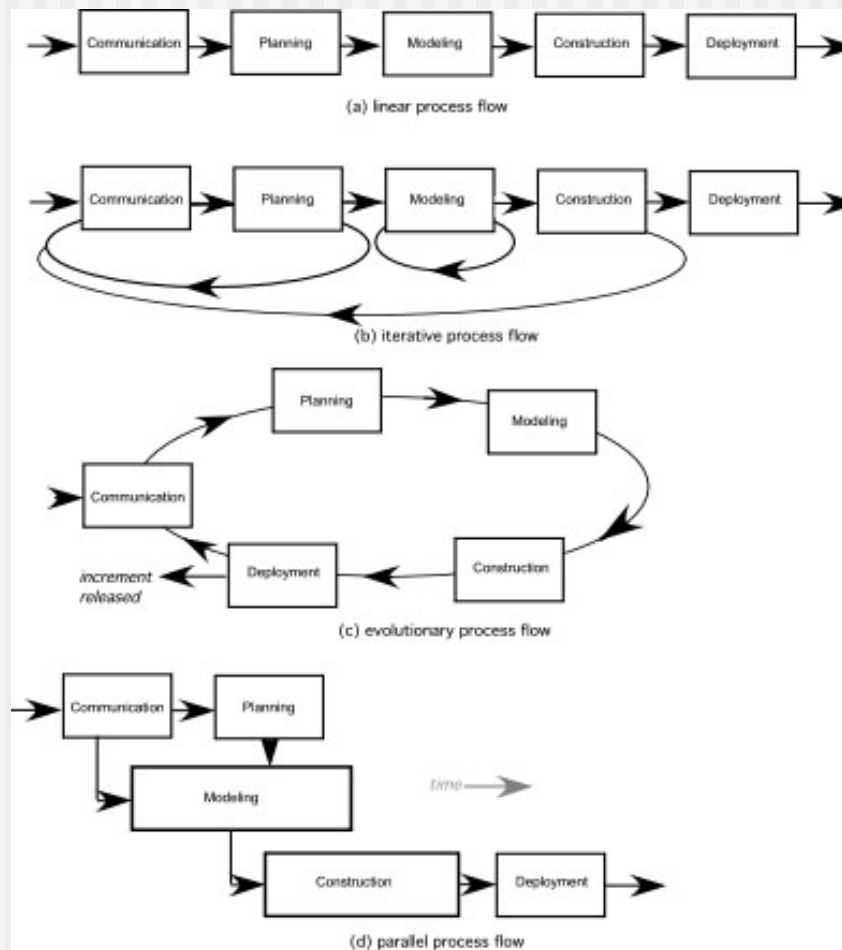 Communication
Planning
Modeling
Construction
Deployment
(a) linear process flow
Communication
Planning
Modeling
Construction
Deployment
(b) iterative process flow
Planning
Modeling
Communication
Deployment
Construction
increment
released
(c) evolutionary process flow
Communication
Planning
Modeling
time
Construction
Deployment
(d) parallel process flow